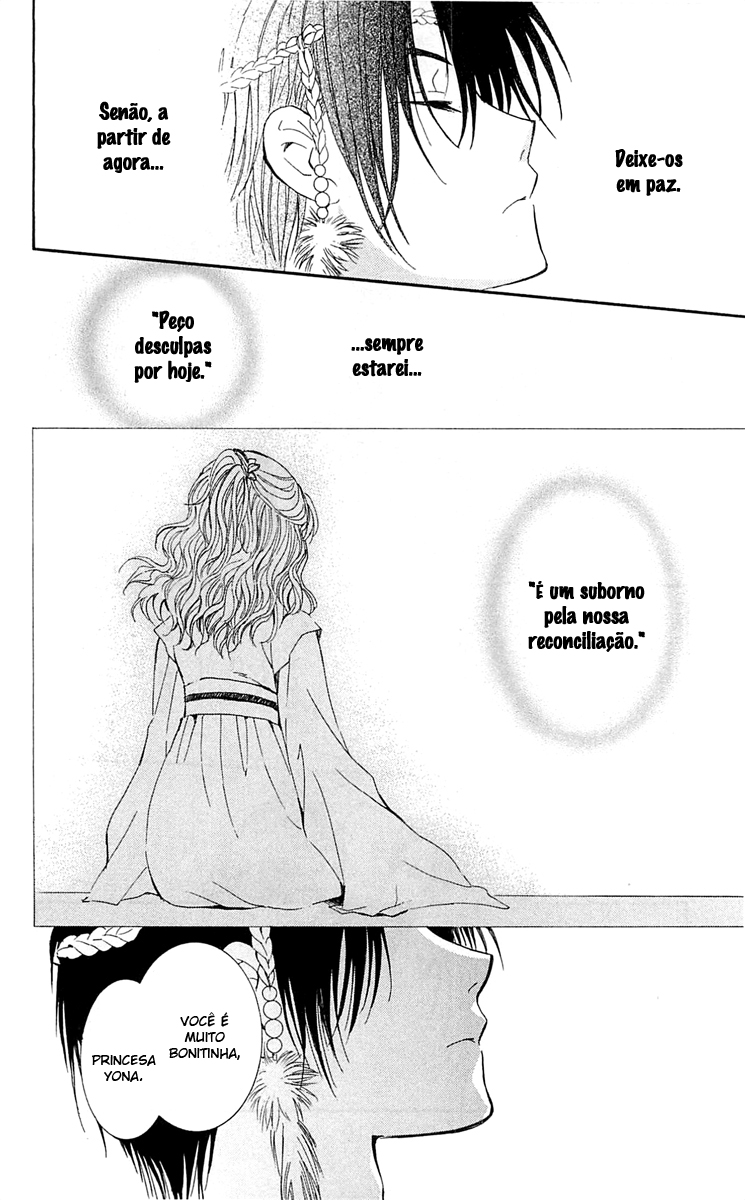 Deixe-os
em paz.
Senão, a
partir de
agora...
...sempre
estarei...
"Peço
desculpas
por hoje."
"É um suborno
pela nossa
reconciliação."
VOCÊ É
MUITO
BONITINHA,
PRINCESA
YONA.